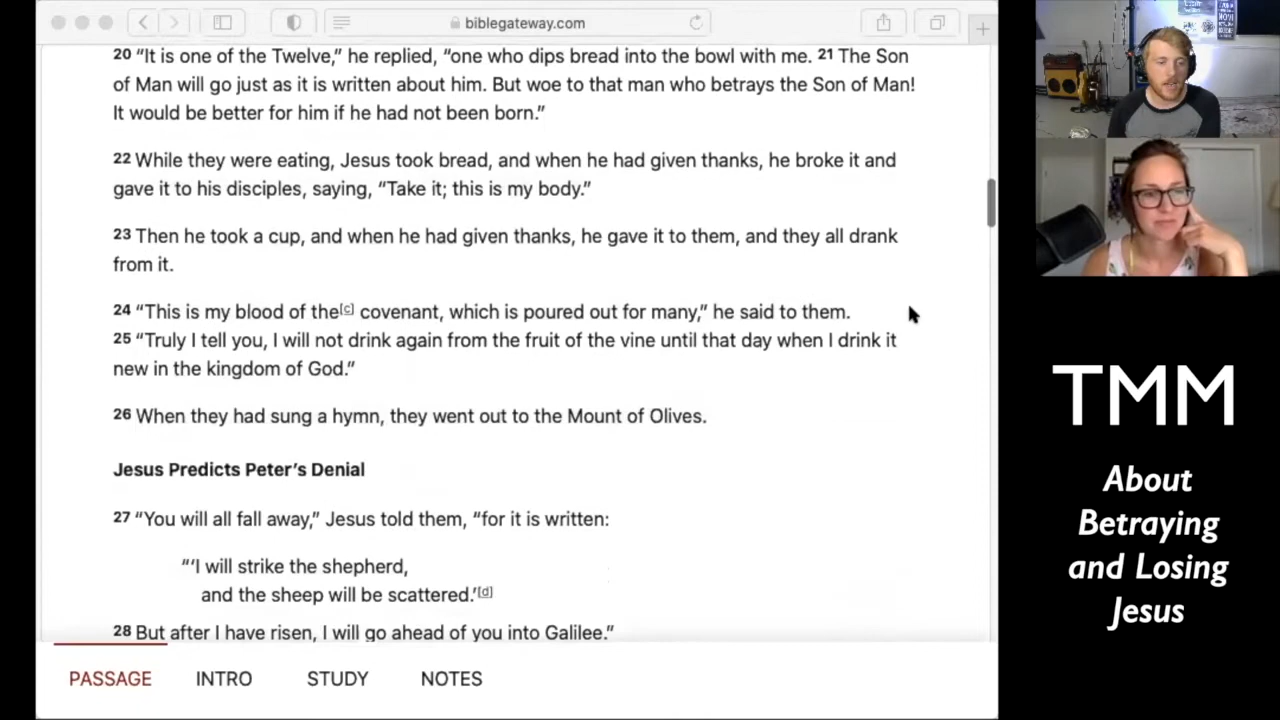 biblegateway.com
20 “It is one of the Twelve,” he replied, “one who dips bread into the bowl with me. 21 The Son
of Man will go just as it is written about him. But woe to that man who betrays the Son of Man!
It would be better for him if he had not been born.”
22 While they were eating, Jesus took bread, and when he had given thanks, he broke it and
gave it to his disciples, saying, “Take it; this is my body.”
23 Then he took a cup, and when he had given thanks, he gave it to them, and they all drank
from it.
24 “This is my blood of the[c] covenant, which is poured out for many,” he said to them.
25 “Truly I tell you, I will not drink again from the fruit of the vine until that day when I drink it
new in the kingdom of God.”
26 When they had sung a hymn, they went out to the Mount of Olives.
Jesus Predicts Peter’s Denial
27 “You will all fall away,” Jesus told them, “for it is written:
“‘I will strike the shepherd,
and the sheep will be scattered.’[d]
28 But after I have risen, I will go ahead of you into Galilee.”
PASSAGE INTRO STUDY NOTES
TMM
About
Betraying
and Losing
Jesus